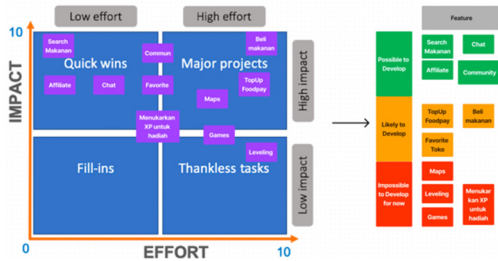 Low effort
High effort
10
Search
Makanan
Quick wins
Commun
Beli
makanan
Major projects
Affiliate
Chat
Favorite
TopUp
Foodpay
Maps
Menukarkan
XP untuk
hadiah
Games
Leveling
Fill-ins
Thankless tasks
High impact
Low impact
IMPACT
0
EFFORT
10
Feature
Possible to
Develop
Search
Makanan
Chat
Affiliate
Community
Likely to
Develop
TopUp
Foodpay
Beli
makanan
Favorite
Toko
Impossible
to Develop
for now
Maps
Leveling
Menukar
kan XP
untuk
hadiah
Games